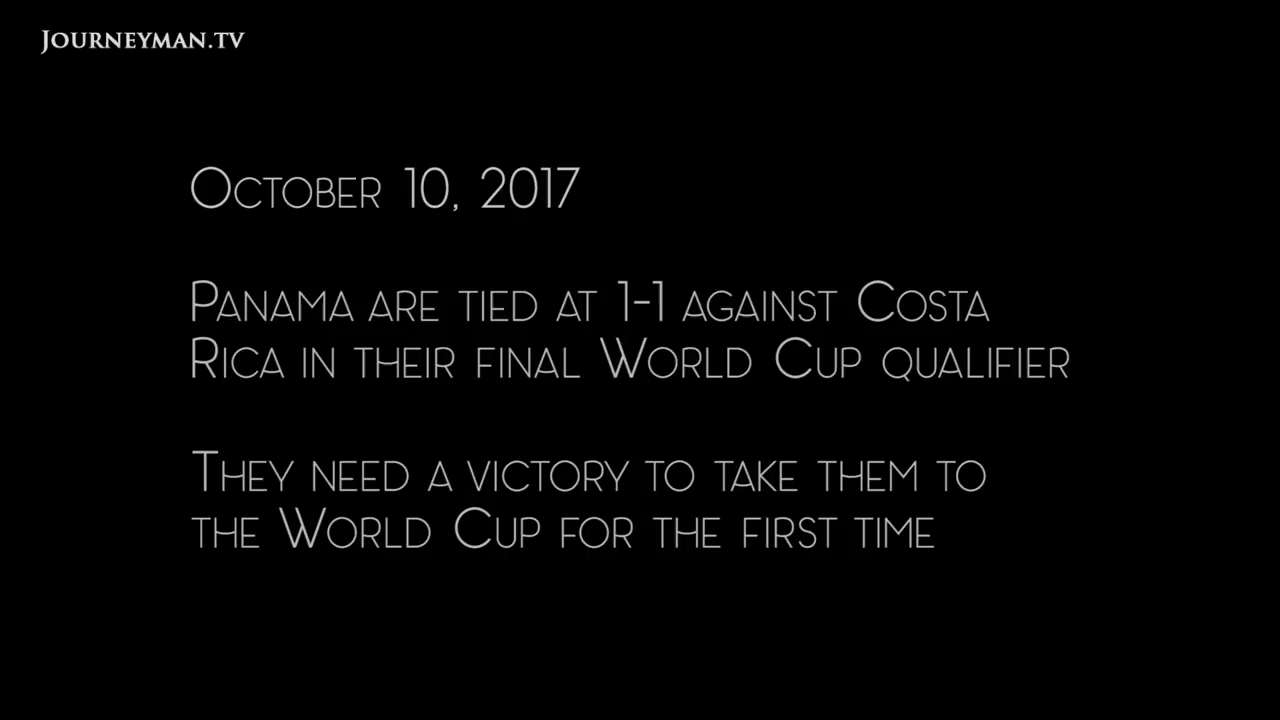 JOURNEYMAN.TV
OCTOBER 10, 2017
PANAMA ARE TIED AT 1-1 AGAINST COSTA
RICA IN THEIR FINAL WORLD CUP QUALIFIER
THEY NEED A VICTORY TO TAKE THEM TO
THE WORLD CUP FOR THE FIRST TIME